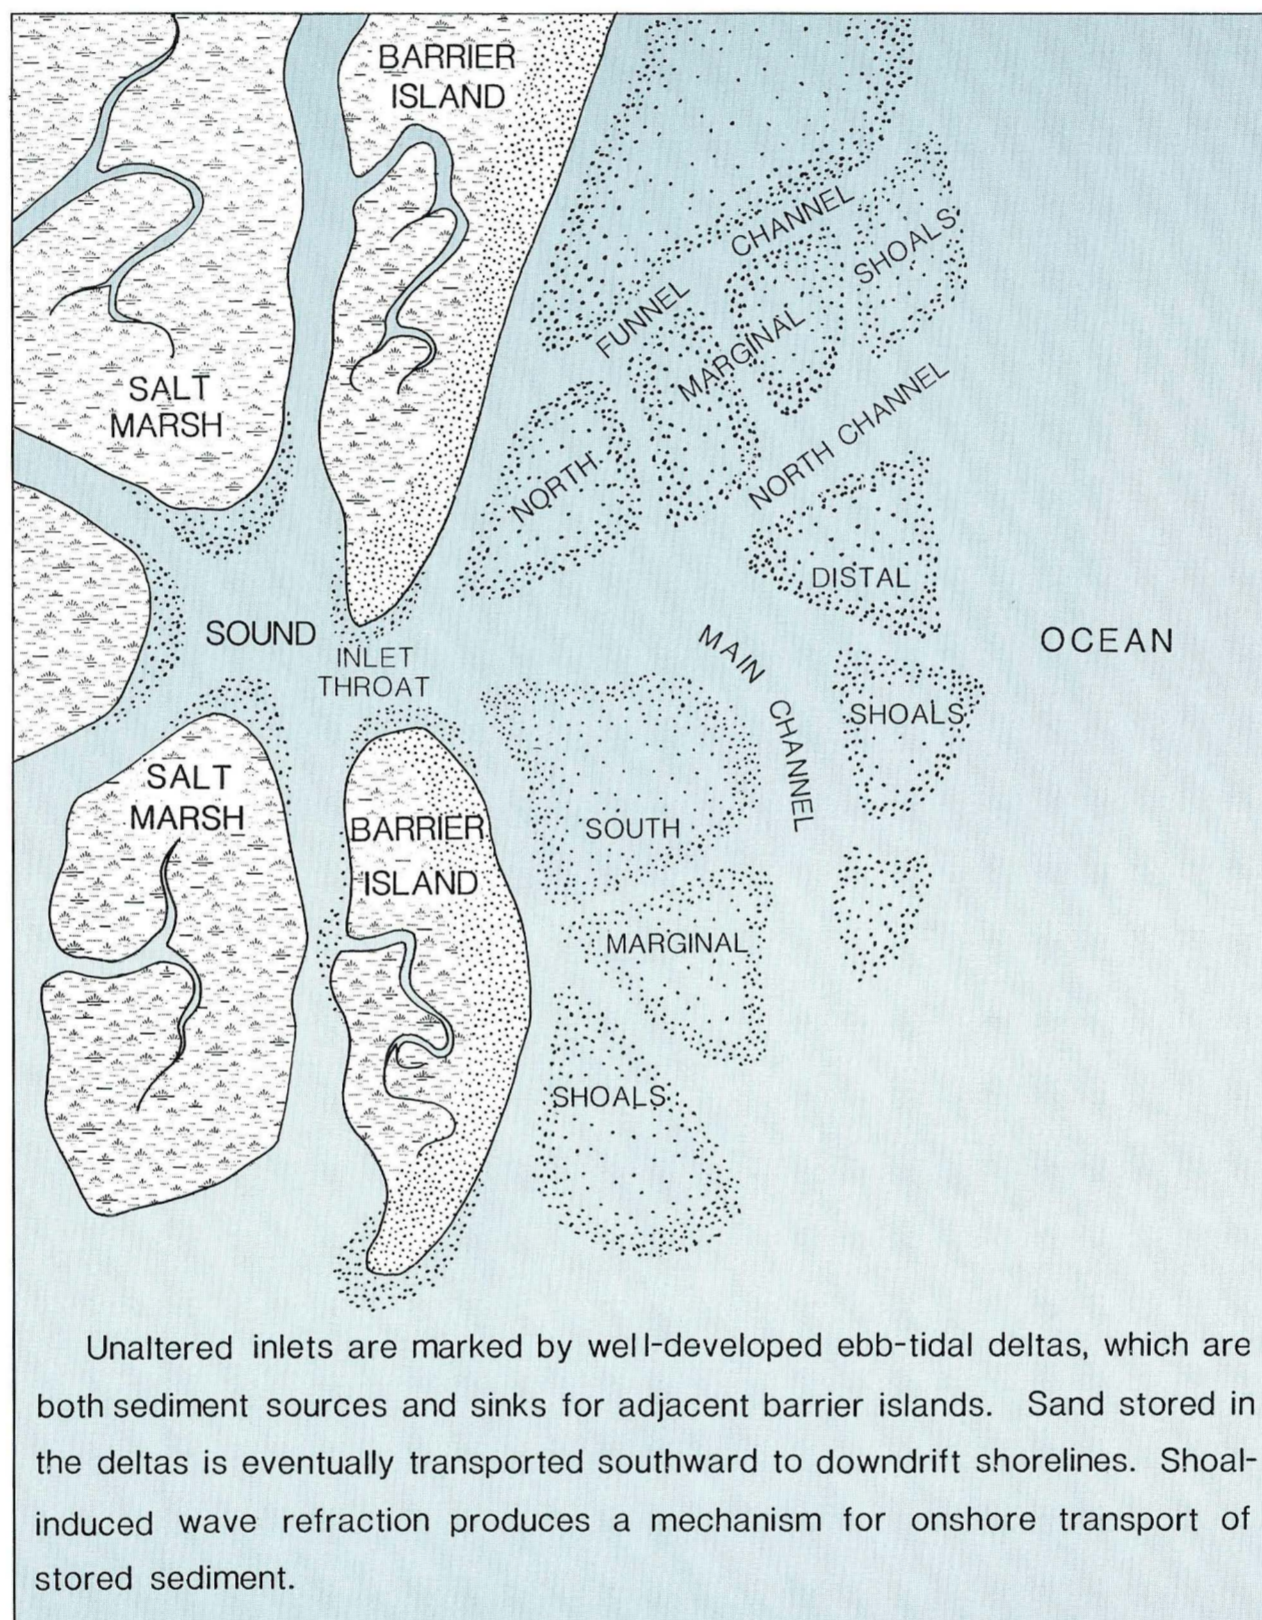 BARRIER
ISLAND
CHANNEL
SHOALS
FUNNEL
MARGINAL
SALT
MARSH
NORTH CHANNEL
NORTH
DISTAL
SOUND
INLET
THROAT
MAIN
CHANNEL
OCEAN
SHOALS
SALT
MARSH
BARRIER
ISLAND
SOUTH
MARGINAL
SHOALS
Unaltered inlets are marked by well-developed ebb-tidal deltas, which are
both sediment sources and sinks for adjacent barrier islands. Sand stored in
the deltas is eventually transported southward to downdrift shorelines. Shoal-
induced wave refraction produces a mechanism for onshore transport of
stored sediment.